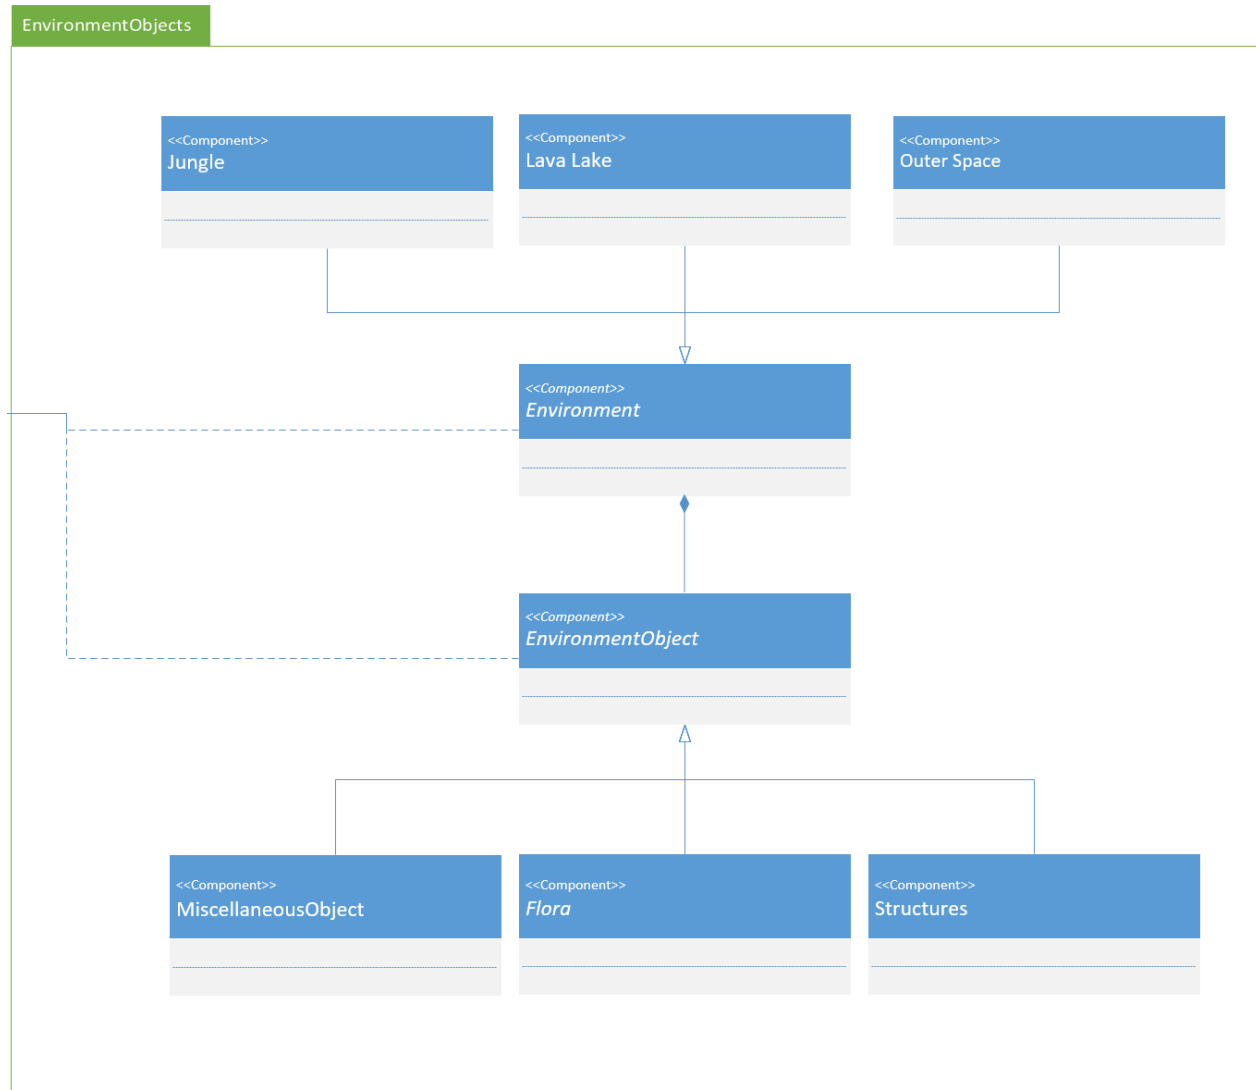 EnvironmentObjects
<<Component>>
Jungle
<<Component>>
Lava Lake
<<Component>>
Outer Space
<<Component>>
Environment
<<Component>>
EnvironmentObject
<<Component>>
MiscellaneousObject
<<Component>>
Flora
<<Component>>
Structures